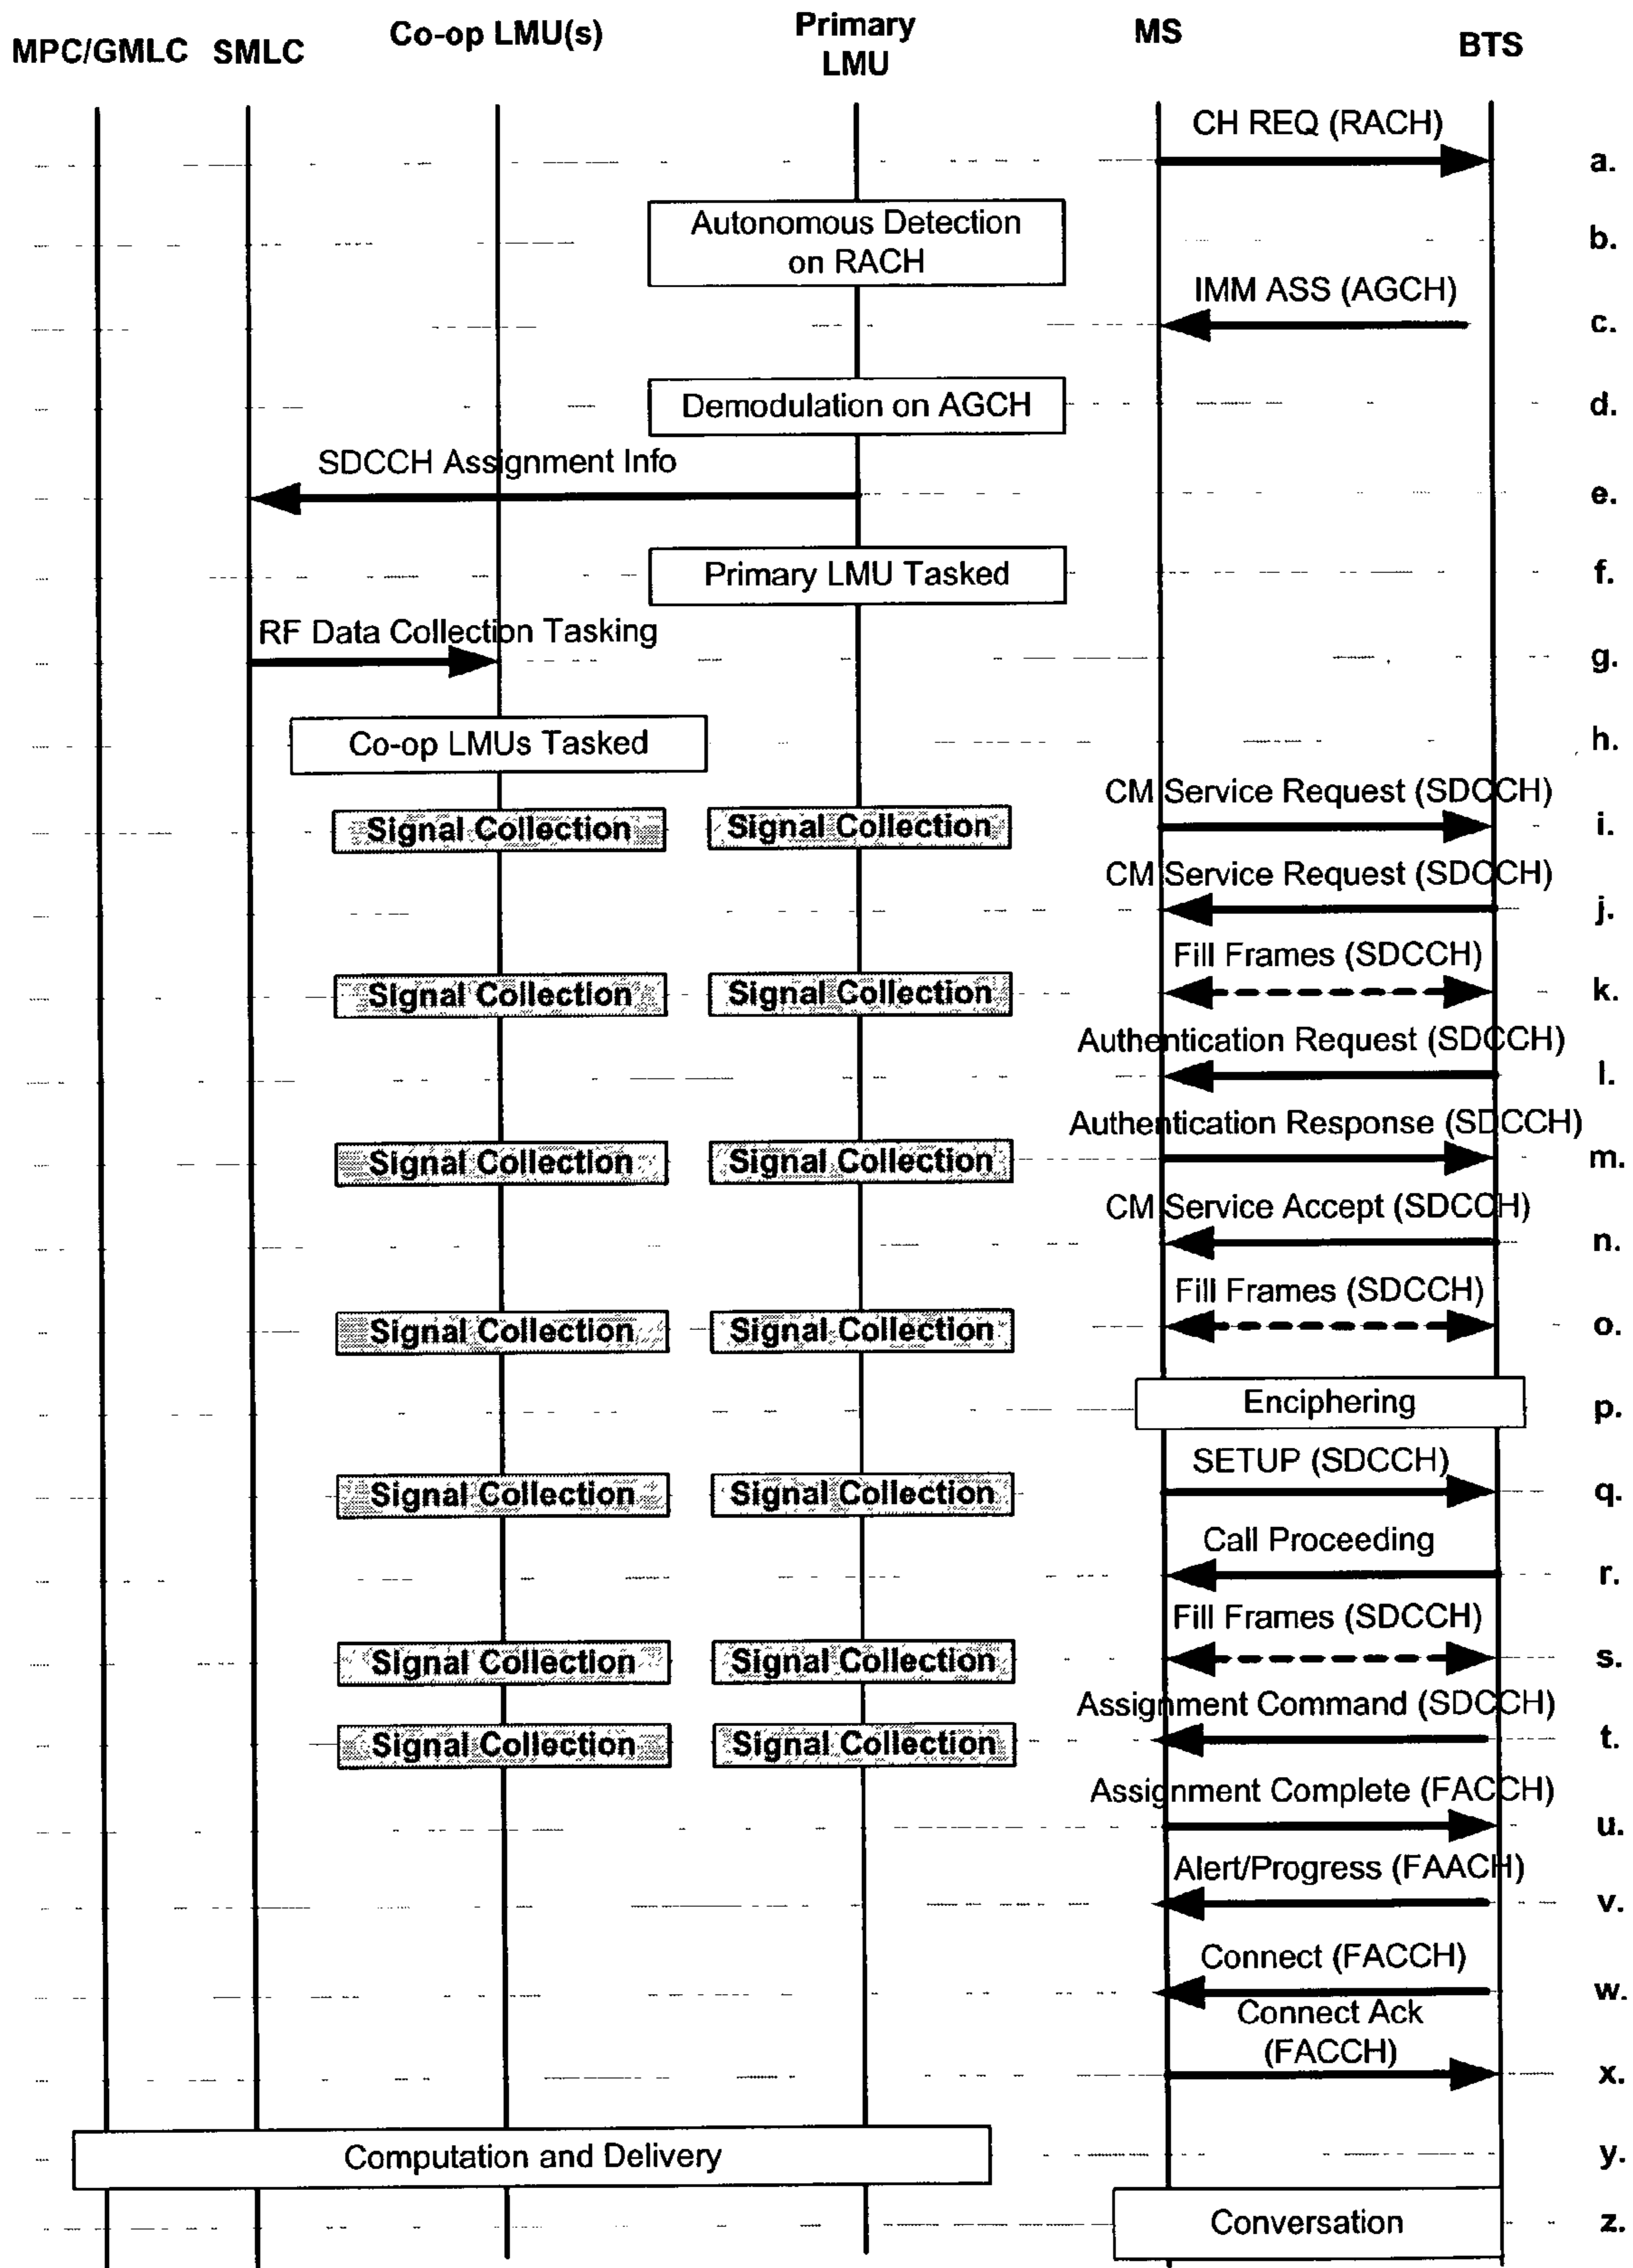 MPC/GMLC SMLC Co-op LMU(s) Primary LMU MS BTS
CH REQ (RACH)
a.
Autonomous Detection
on RACH
b.
IMM ASS (AGCH)
c.
Demodulation on AGCH
d.
SDCCH Assignment Info
e.
Primary LMU Tasked
f.
RF Data Collection Tasking
g.
Co-op LMUs Tasked
h.
CM Service Request (SDCCH)
Signal Collection Signal Collection
i.
CM Service Request (SDCCH)
j.
Fill Frames (SDCCH)
Signal Collection Signal Collection
k.
Authentication Request (SDCCH)
l.
Authentication Response (SDCCH)
Signal Collection Signal Collection
m.
CM Service Accept (SDCCH)
n.
Fill Frames (SDCCH)
Signal Collection Signal Collection
o.
Enciphering
p.
SETUP (SDCCH)
Signal Collection Signal Collection
q.
Call Proceeding
r.
Fill Frames (SDCCH)
Signal Collection Signal Collection
s.
Assignment Command (SDCCH)
Signal Collection Signal Collection
t.
Assignment Complete (FACCH)
u.
Alert/Progress (FAACH)
v.
Connect (FACCH)
w.
Connect Ack
(FACCH)
x.
Computation and Delivery
y.
Conversation
z.